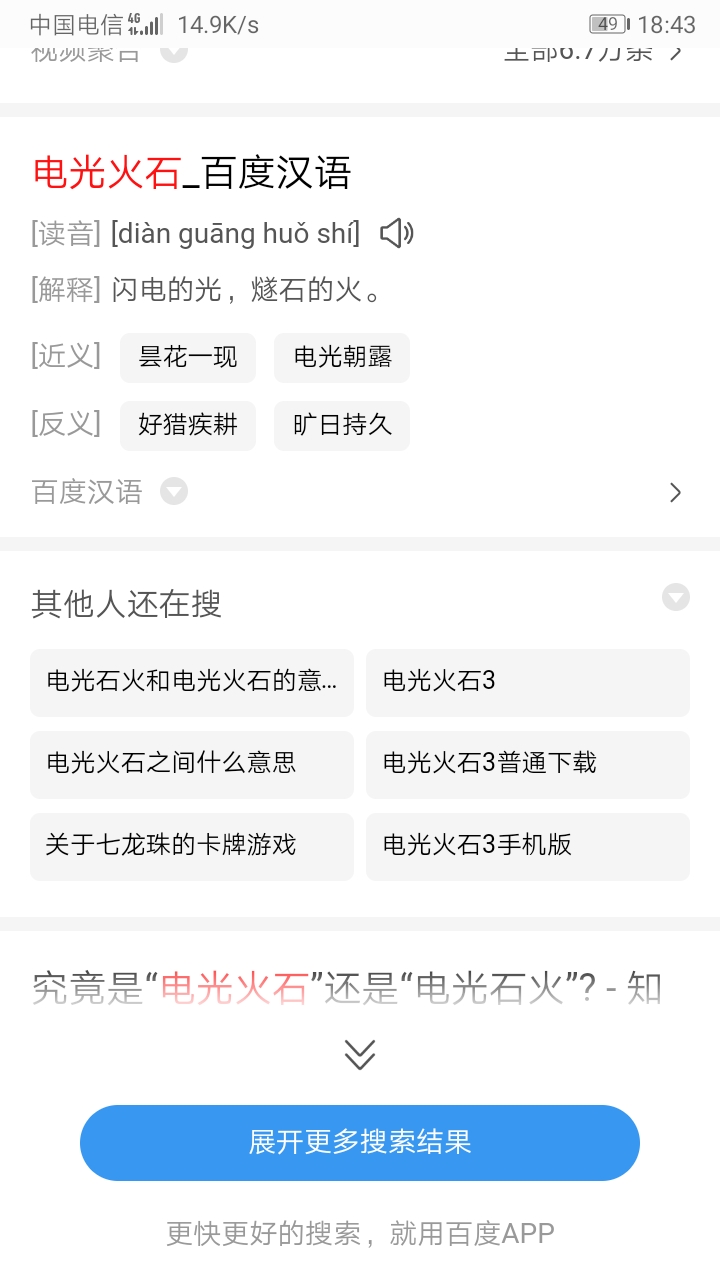 中国电信 4G 14.9K/s 49 18:43
视频聚合 全部6.7万条
电光火石_百度汉语
[读音] [diàn guāng huǒ shí]
[解释] 闪电的光，燧石的火。
[近义] 昙花一现 电光朝露
[反义] 好猎疾耕 旷日持久
百度汉语
其他人还在搜
电光石火和电光火石的意... 电光火石3
电光火石之间什么意思 电光火石3普通下载
关于七龙珠的卡牌游戏 电光火石3手机版
究竟是“电光火石”还是“电光石火”? - 知
展开更多搜索结果
更快更好的搜索，就用百度APP